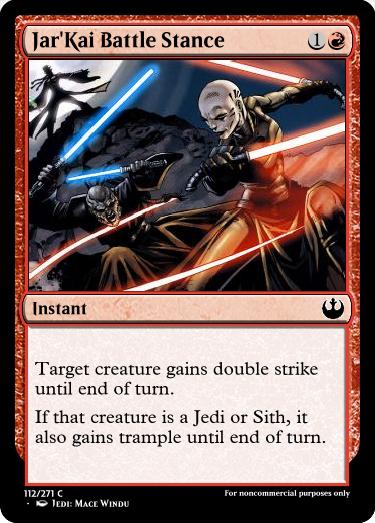 Jar'Kai Battle Stance 1
Instant
Target creature gains double strike
until end of turn.
If that creature is a Jedi or Sith, it
also gains trample until end of turn.
112/271 C For noncommercial purposes only
· Jedi: Mace Windu